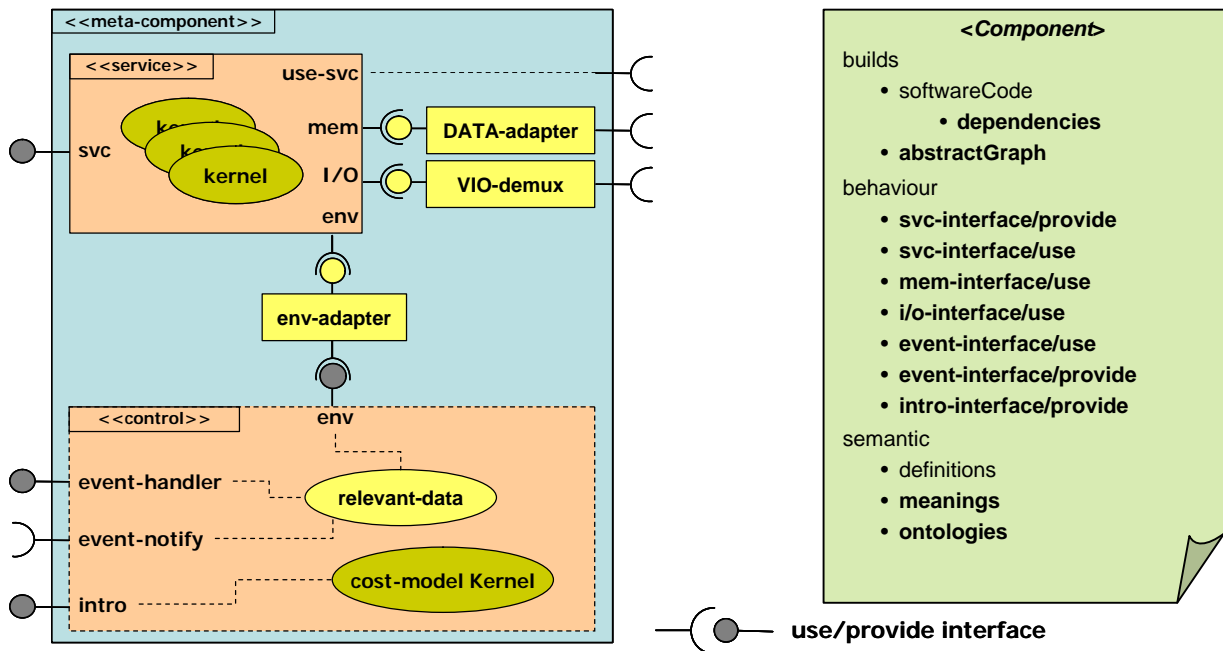 <<meta-component>>
<<service>>
use-svc
mem
DATA-adapter
svc
kernel
I/O
VIO-demux
env
env-adapter
<<control>>
env
event-handler
relevant-data
event-notify
cost-model Kernel
intro
use/provide interface
<Component>
builds
• softwareCode
• dependencies
• abstractGraph
behaviour
• svc-interface/provide
• svc-interface/use
• mem-interface/use
• i/o-interface/use
• event-interface/use
• event-interface/provide
• intro-interface/provide
semantic
• definitions
• meanings
• ontologies